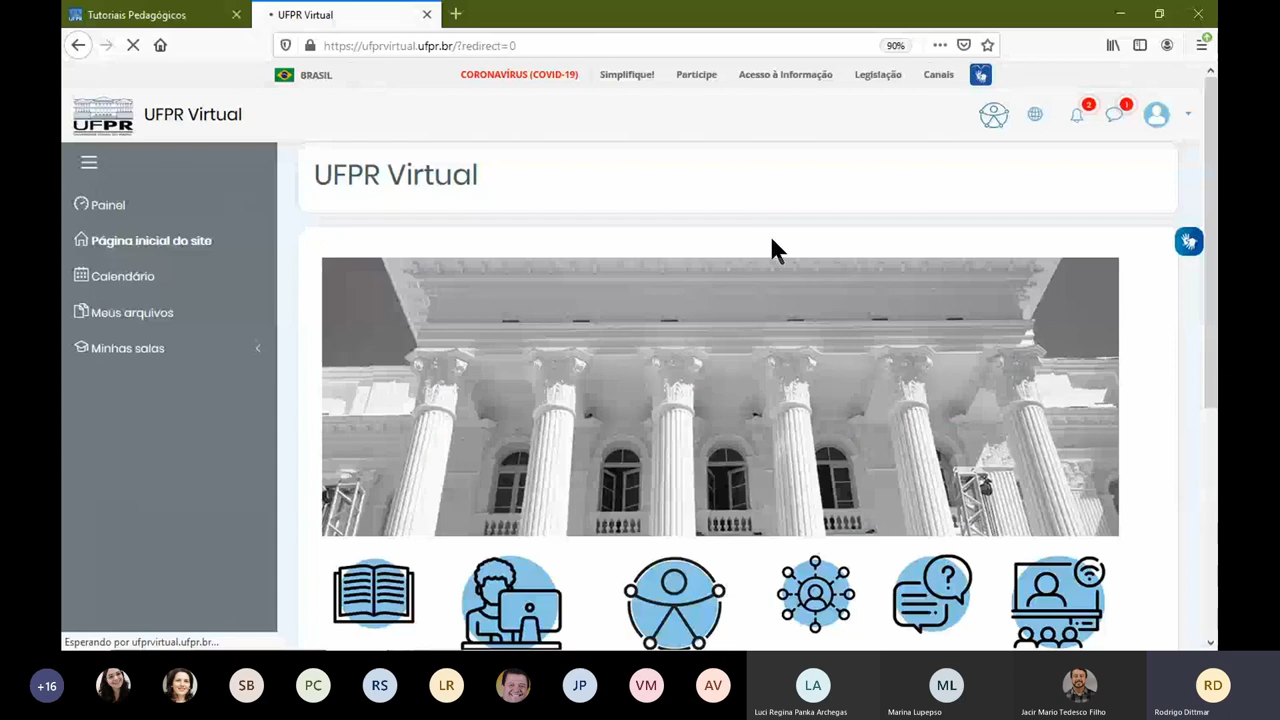 Tutoriais Pedagógicos
UFPR Virtual
https://ufprvirtual.ufpr.br/?redirect=0
90%
BRASIL
CORONAVÍRUS (COVID-19)
Simplifique!
Participe
Acesso à Informação
Legislação
Canais
UFPR
UFPR Virtual
2
1
UFPR Virtual
Painel
Página inicial do site
Calendário
Meus arquivos
Minhas salas
Esperando por ufprvirtual.ufpr.br...
+16
SB
PC
RS
LR
JP
VM
AV
LA
ML
RD
Luci Regina Panka Archegas
Marina Lupepso
Jacir Mario Tedesco Filho
Rodrigo Dittmar